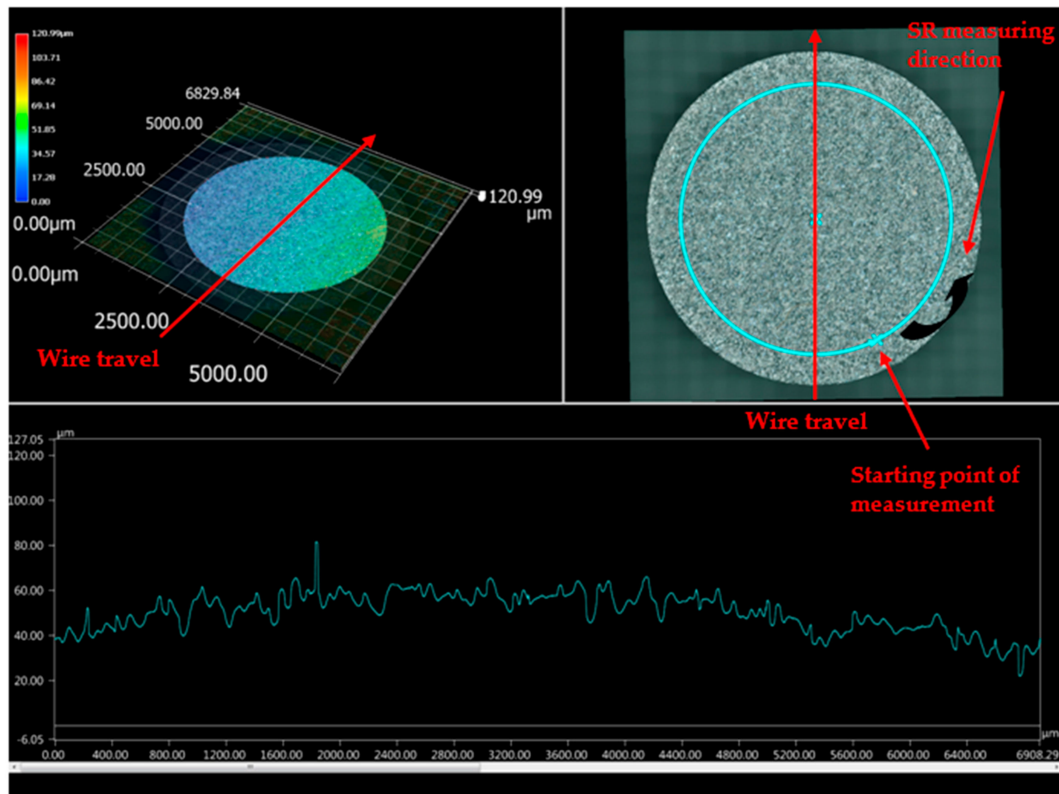 120.99μm
103.71
86.42
69.14
51.85
34.57
17.28
0.00
6829.84
5000.00
2500.00
0.00μm
0.00μm
2500.00
5000.00
120.99
μm
Wire travel
SR measuring
direction
Wire travel
Starting point of
measurement
μm
127.05
120.00
100.00
80.00
60.00
40.00
20.00
-6.05
0.00 400.00 800.00 1200.00 1600.00 2000.00 2400.00 2800.00 3200.00 3600.00 4000.00 4400.00 4800.00 5200.00 5600.00 6000.00 6400.00 6908.29
μm